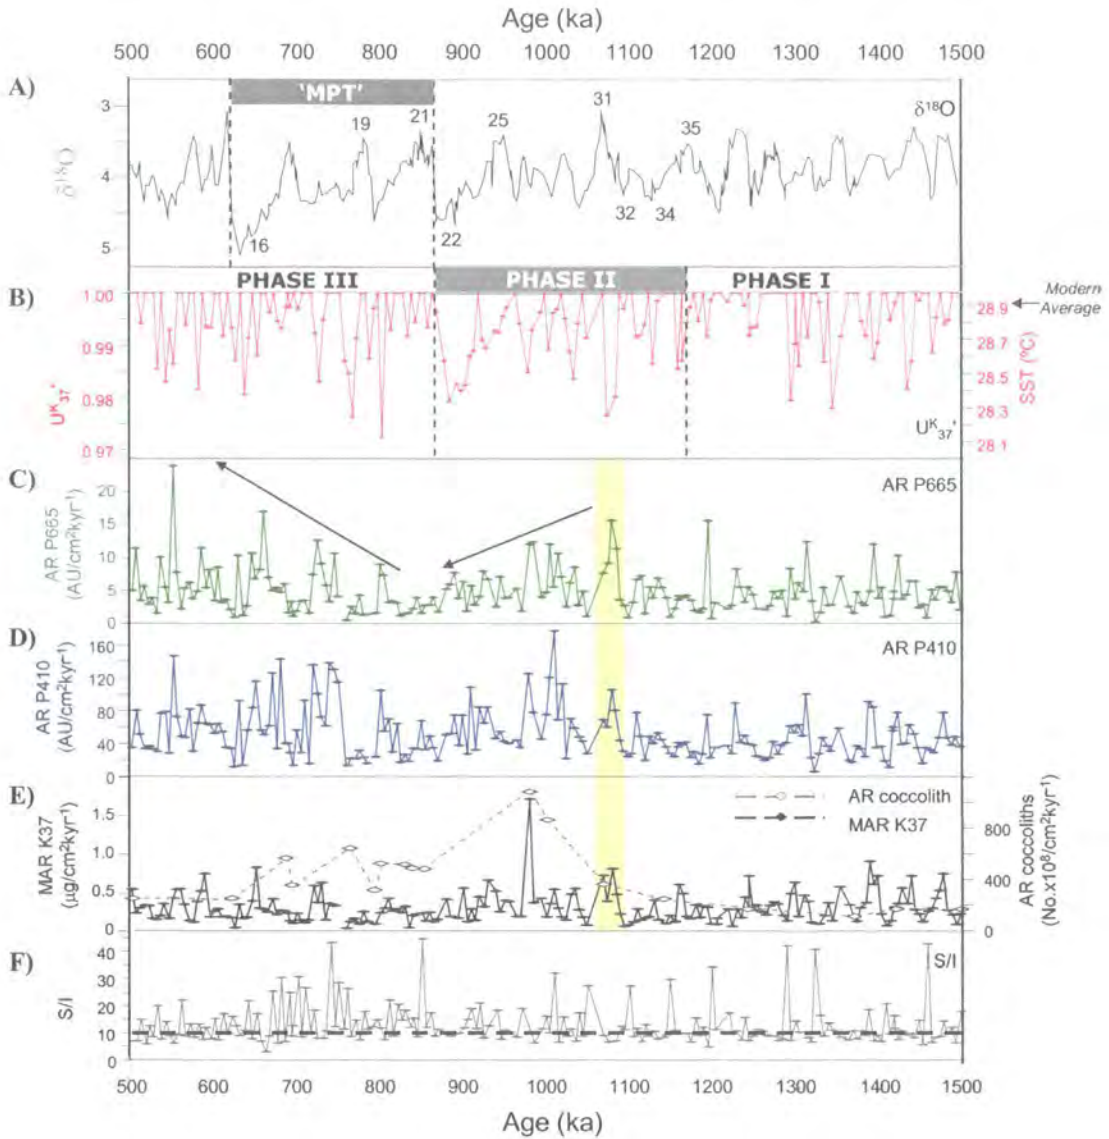 Age (ka)
500 600 700 800 900 1000 1100 1200 1300 1400 1500
A)
'MPT'
δ¹⁸O
3
4
5
δ¹⁸O
16
19
21
22
25
31
32
34
35
PHASE III
PHASE II
PHASE I
B)
Modern
Average
1.00
0.99
0.98
0.97
Uᴷ₃₇'
28.9
28.7
28.5
28.3
28.1
SST (ºC)
Uᴷ₃₇'
C)
AR P665
20
15
10
5
0
AR P665
(AU/cm²kyr⁻¹)
D)
AR P410
160
120
80
40
0
AR P410
(AU/cm²kyr⁻¹)
E)
AR coccolith
MAR K37
1.5
1.0
0.5
0
MAR K37
(µg/cm²kyr⁻¹)
800
400
0
AR coccoliths
(No.x10⁸/cm²kyr⁻¹)
F)
S/I
40
30
20
10
0
S/I
500 600 700 800 900 1000 1100 1200 1300 1400 1500
Age (ka)